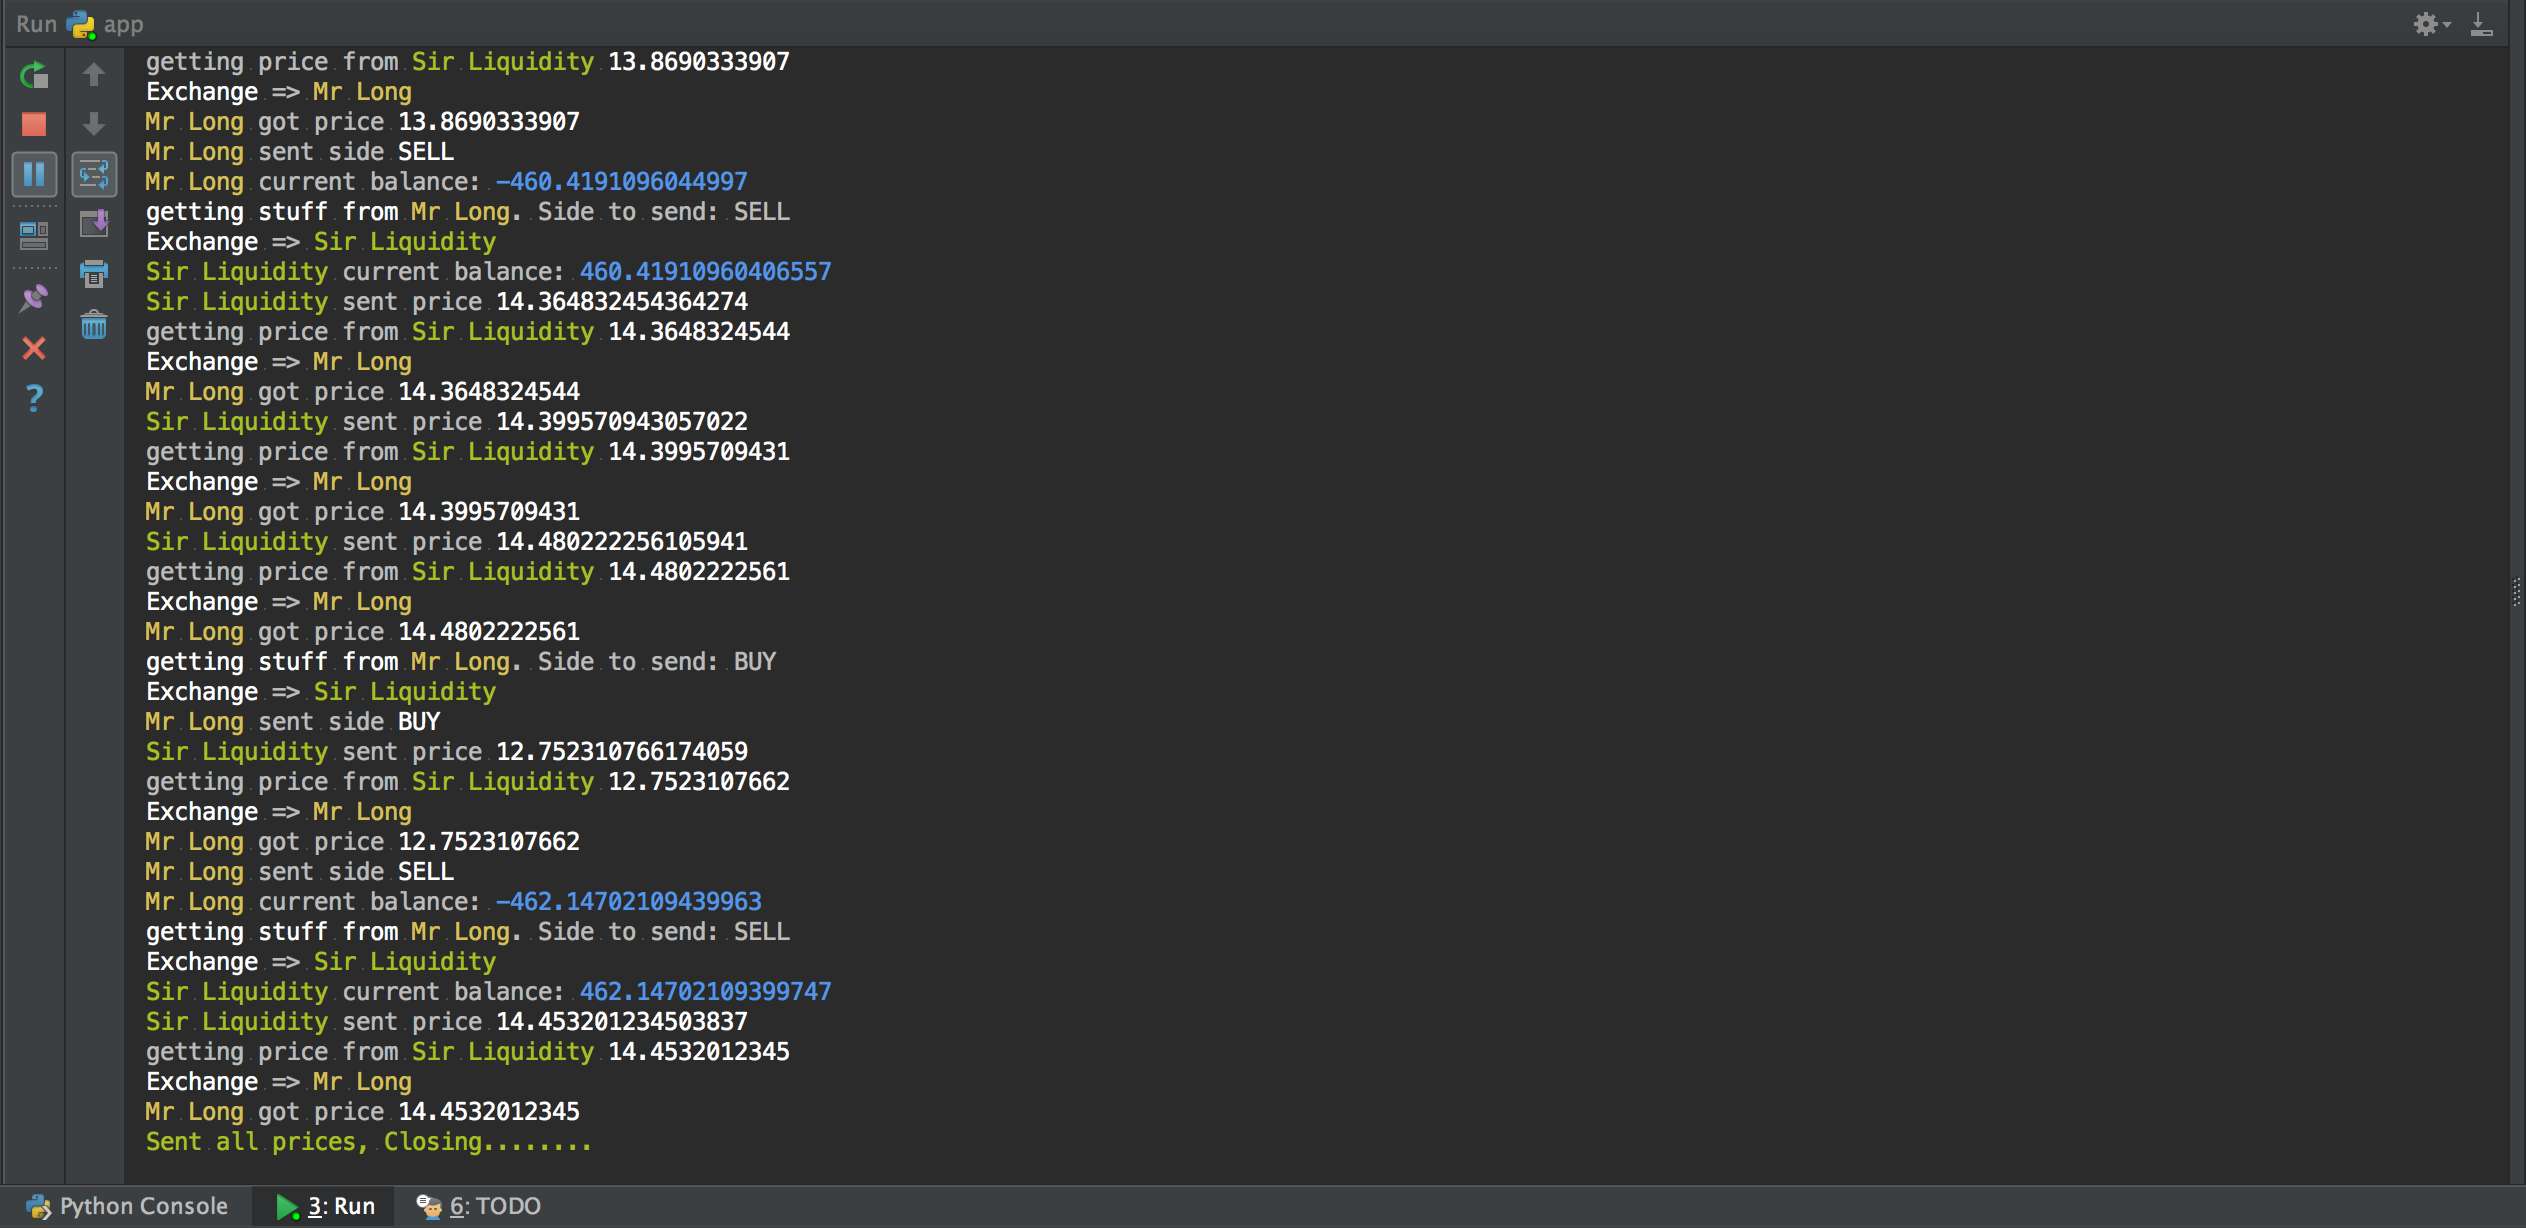 Run app
getting price from Sir Liquidity 13.8690333907
Exchange => Mr Long
Mr Long got price 13.8690333907
Mr Long sent side SELL
Mr Long current balance: -460.4191096044997
getting stuff from Mr Long. Side to send: SELL
Exchange => Sir Liquidity
Sir Liquidity current balance: 460.41910960406557
Sir Liquidity sent price 14.364832454364274
getting price from Sir Liquidity 14.3648324544
Exchange => Mr Long
Mr Long got price 14.3648324544
Sir Liquidity sent price 14.399570943057022
getting price from Sir Liquidity 14.3995709431
Exchange => Mr Long
Mr Long got price 14.3995709431
Sir Liquidity sent price 14.480222256105941
getting price from Sir Liquidity 14.4802222561
Exchange => Mr Long
Mr Long got price 14.4802222561
getting stuff from Mr Long. Side to send: BUY
Exchange => Sir Liquidity
Mr Long sent side BUY
Sir Liquidity sent price 12.752310766174059
getting price from Sir Liquidity 12.7523107662
Exchange => Mr Long
Mr Long got price 12.7523107662
Mr Long sent side SELL
Mr Long current balance: -462.14702109439963
getting stuff from Mr Long. Side to send: SELL
Exchange => Sir Liquidity
Sir Liquidity current balance: 462.14702109399747
Sir Liquidity sent price 14.453201234503837
getting price from Sir Liquidity 14.4532012345
Exchange => Mr Long
Mr Long got price 14.4532012345
Sent all prices, Closing........
Python Console 3: Run 6: TODO